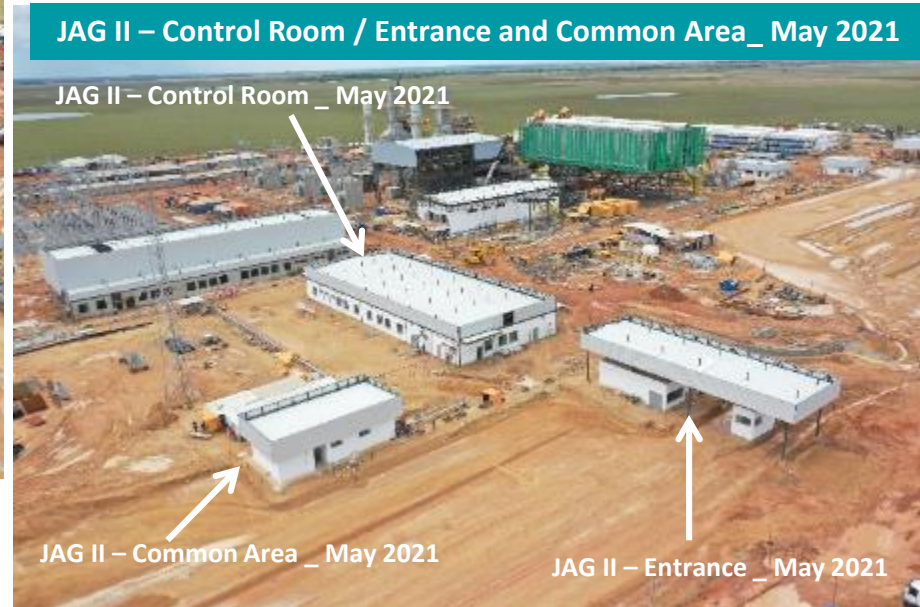 JAG II – Control Room / Entrance and Common Area_ May 2021
JAG II – Control Room _ May 2021
JAG II – Common Area _ May 2021
JAG II – Entrance _ May 2021